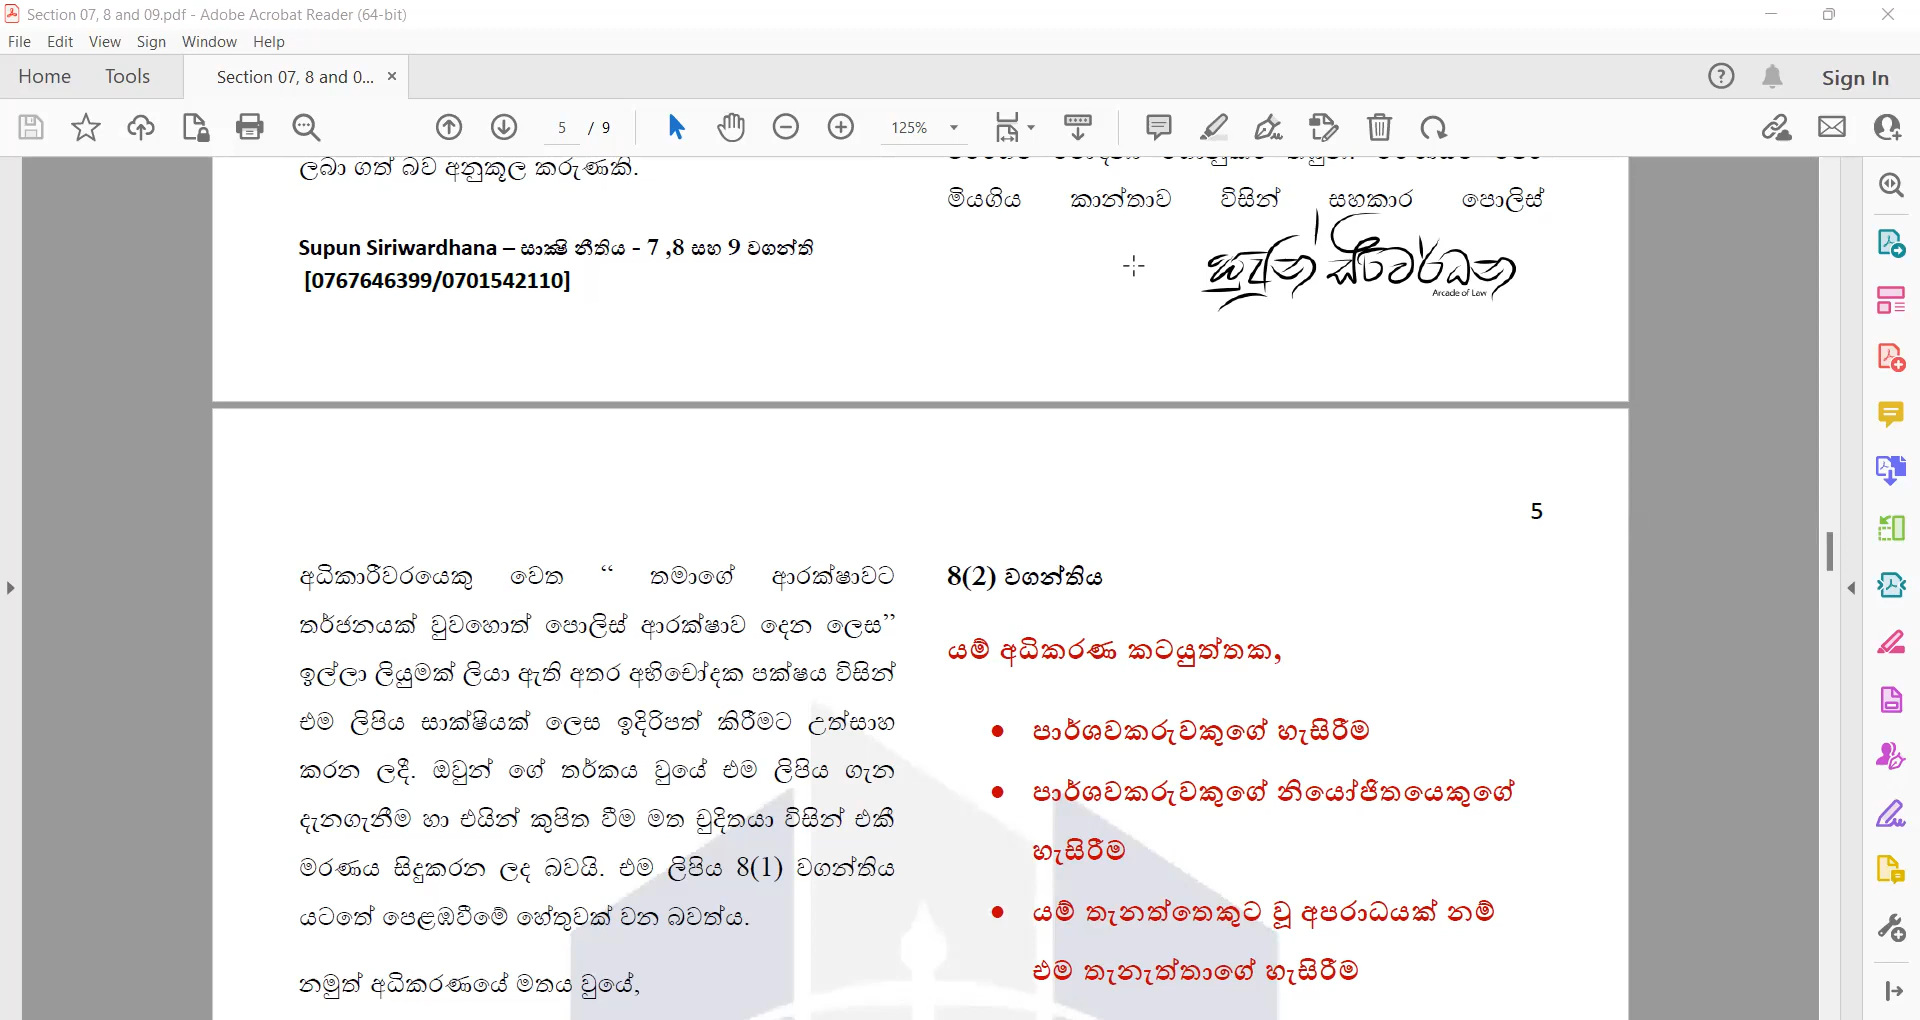 Section 07, 8 and 09.pdf - Adobe Acrobat Reader (64-bit)
File Edit View Sign Window Help
Home Tools Section 07, 8 and 0... × Sign In
5 / 9 125%
ලබා ගත් බව අනුකූල කරුණකි.
Supun Siriwardhana – සාක්ෂි නීතිය - 7 ,8 සහ 9 වගන්ති
[0767646399/0701542110]
මියගිය කාන්තාව විසින් සහකාර පොලිස්
සුපුන් සිරිවර්ධන
Arcade of Law
5
අධිකාරීවරයෙකු වෙත “ තමාගේ ආරක්ෂාවට
තර්ජනයක් වුවහොත් පොලිස් ආරක්ෂාව දෙන ලෙස”
ඉල්ලා ලියුමක් ලියා ඇති අතර අභිචෝදක පක්ෂය විසින්
එම ලිපිය සාක්ෂියක් ලෙස ඉදිරිපත් කිරීමට උත්සාහ
කරන ලදී. ඔවුන් ගේ තර්කය වුයේ එම ලිපිය ගැන
දැනගැනීම හා එයින් කුපිත වීම මත චුදිතයා විසින් එකී
මරණය සිදුකරන ලද බවයි. එම ලිපිය 8(1) වගන්තිය
යටතේ පෙළඹවීමේ හේතුවක් වන බවත්ය.
නමුත් අධිකරණයේ මතය වුයේ,
8(2) වගන්තිය
යම් අධිකරණ කටයුත්තක,
• පාර්ශවකරුවකුගේ හැසිරීම
• පාර්ශවකරුවකුගේ නියෝජිතයෙකුගේ
හැසිරීම
• යම් තැනත්තෙකුට වූ අපරාධයක් නම්
එම තැනැත්තාගේ හැසිරීම